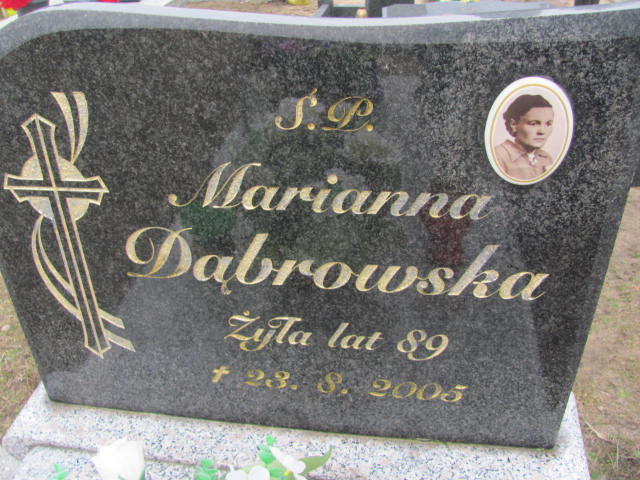 Ś.P.
Marianna
Dąbrowska
Żyła lat 89
✝ 23. 8. 2005